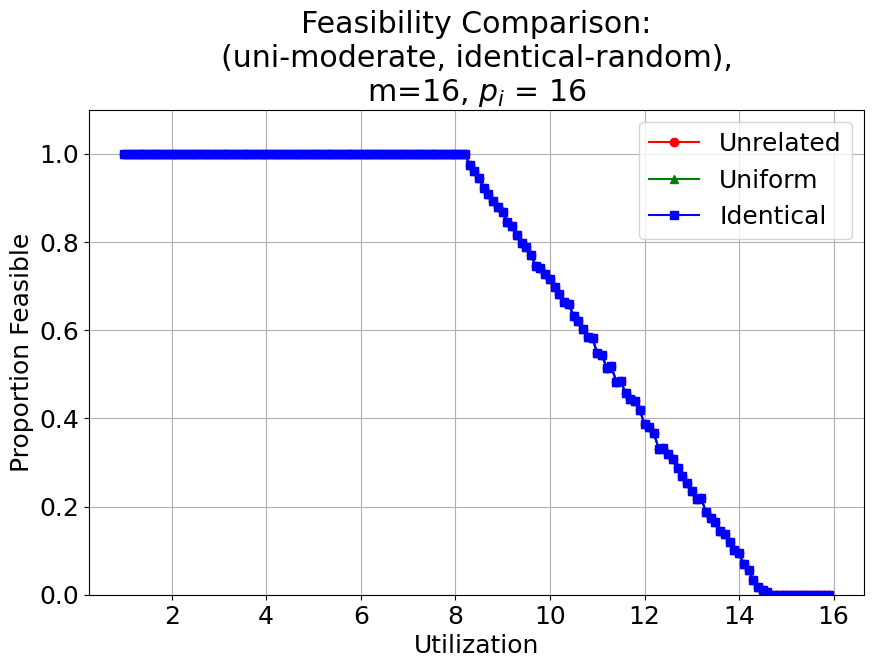 Feasibility Comparison:
(uni-moderate, identical-random),
m=16, $p_i$ = 16
Unrelated
Uniform
Identical
Proportion Feasible
1.0
0.8
0.6
0.4
0.2
0.0
2 4 6 8 10 12 14 16
Utilization